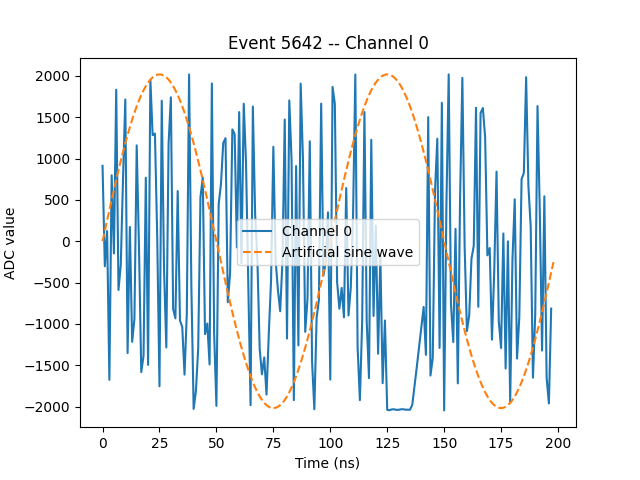 Event 5642 -- Channel 0
ADC value
2000
1500
1000
500
0
−500
−1000
−1500
−2000
Channel 0
Artificial sine wave
0 25 50 75 100 125 150 175 200
Time (ns)